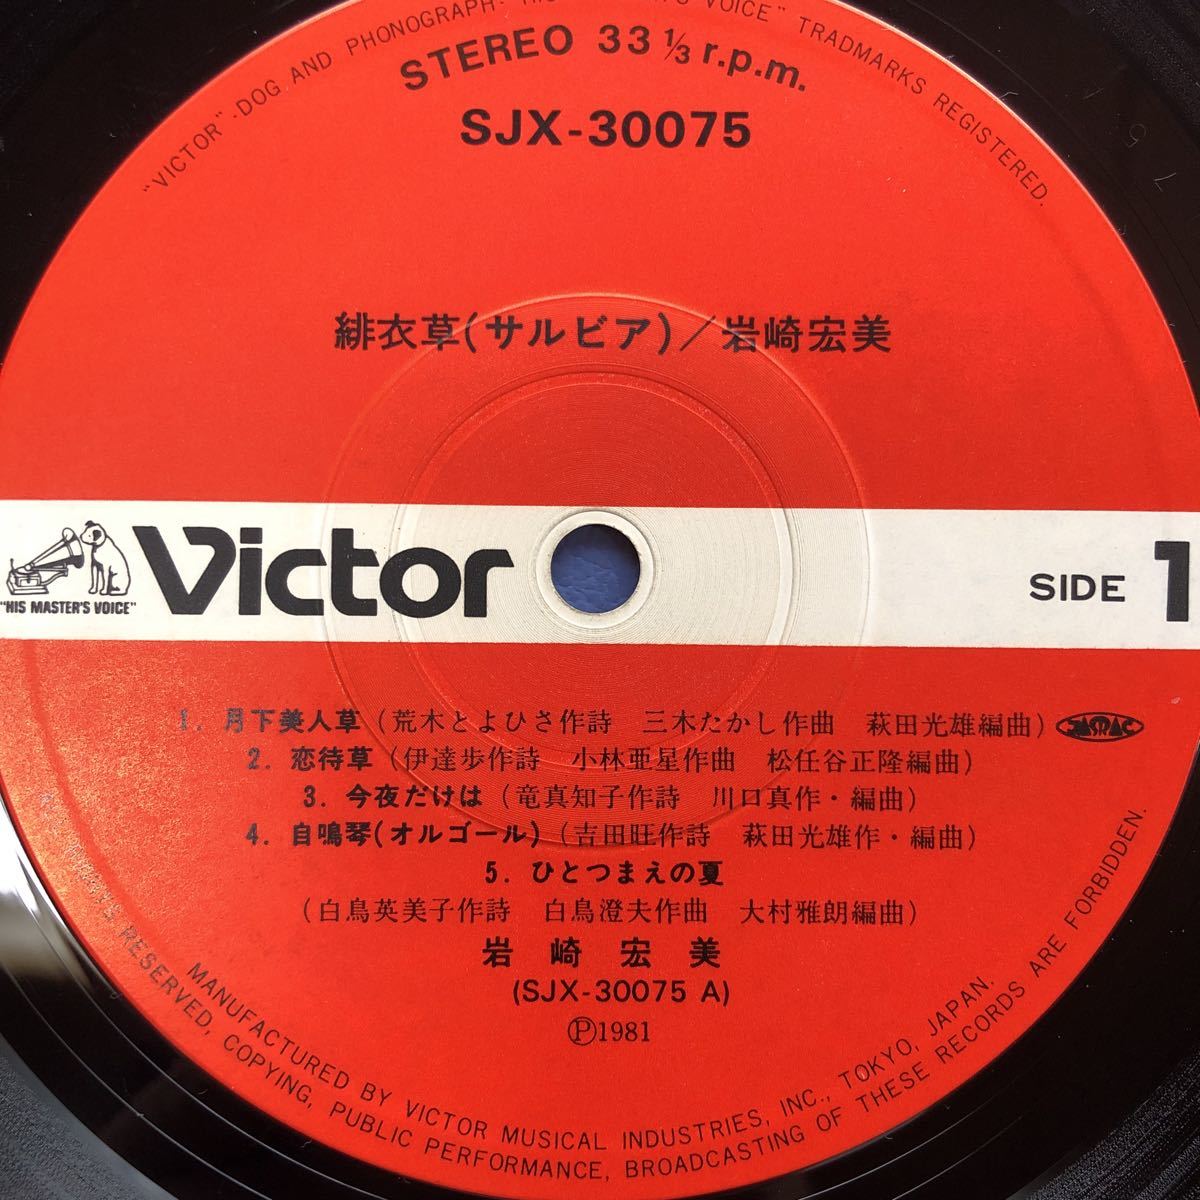 "VICTOR"-DOG AND PHONOGRAPH-"HIS MASTER'S VOICE" TRADMARKS REGISTERED.
STEREO 33 1/3 r.p.m.
SJX-30075
緋衣草(サルビア)/岩崎宏美
"HIS MASTER'S VOICE"
Victor
SIDE 1
1. 月下美人草 (荒木とよひさ作詩 三木たかし作曲 萩田光雄編曲) JASRAC
2. 恋待草 (伊達歩作詩 小林亜星作曲 松任谷正隆編曲)
3. 今夜だけは (竜真知子作詩 川口真作・編曲)
4. 自鳴琴(オルゴール) (吉田旺作詩 萩田光雄作・編曲)
5. ひとつまえの夏
(白鳥英美子作詩 白鳥澄夫作曲 大村雅朗編曲)
岩崎宏美
(SJX-30075 A)
Ⓟ1981
MANUFACTURED BY VICTOR MUSICAL INDUSTRIES, INC., TOKYO, JAPAN.
RESERVED, COPYING, PUBLIC PERFORMANCE, BROADCASTING OF THESE RECORDS ARE FORBIDDEN.